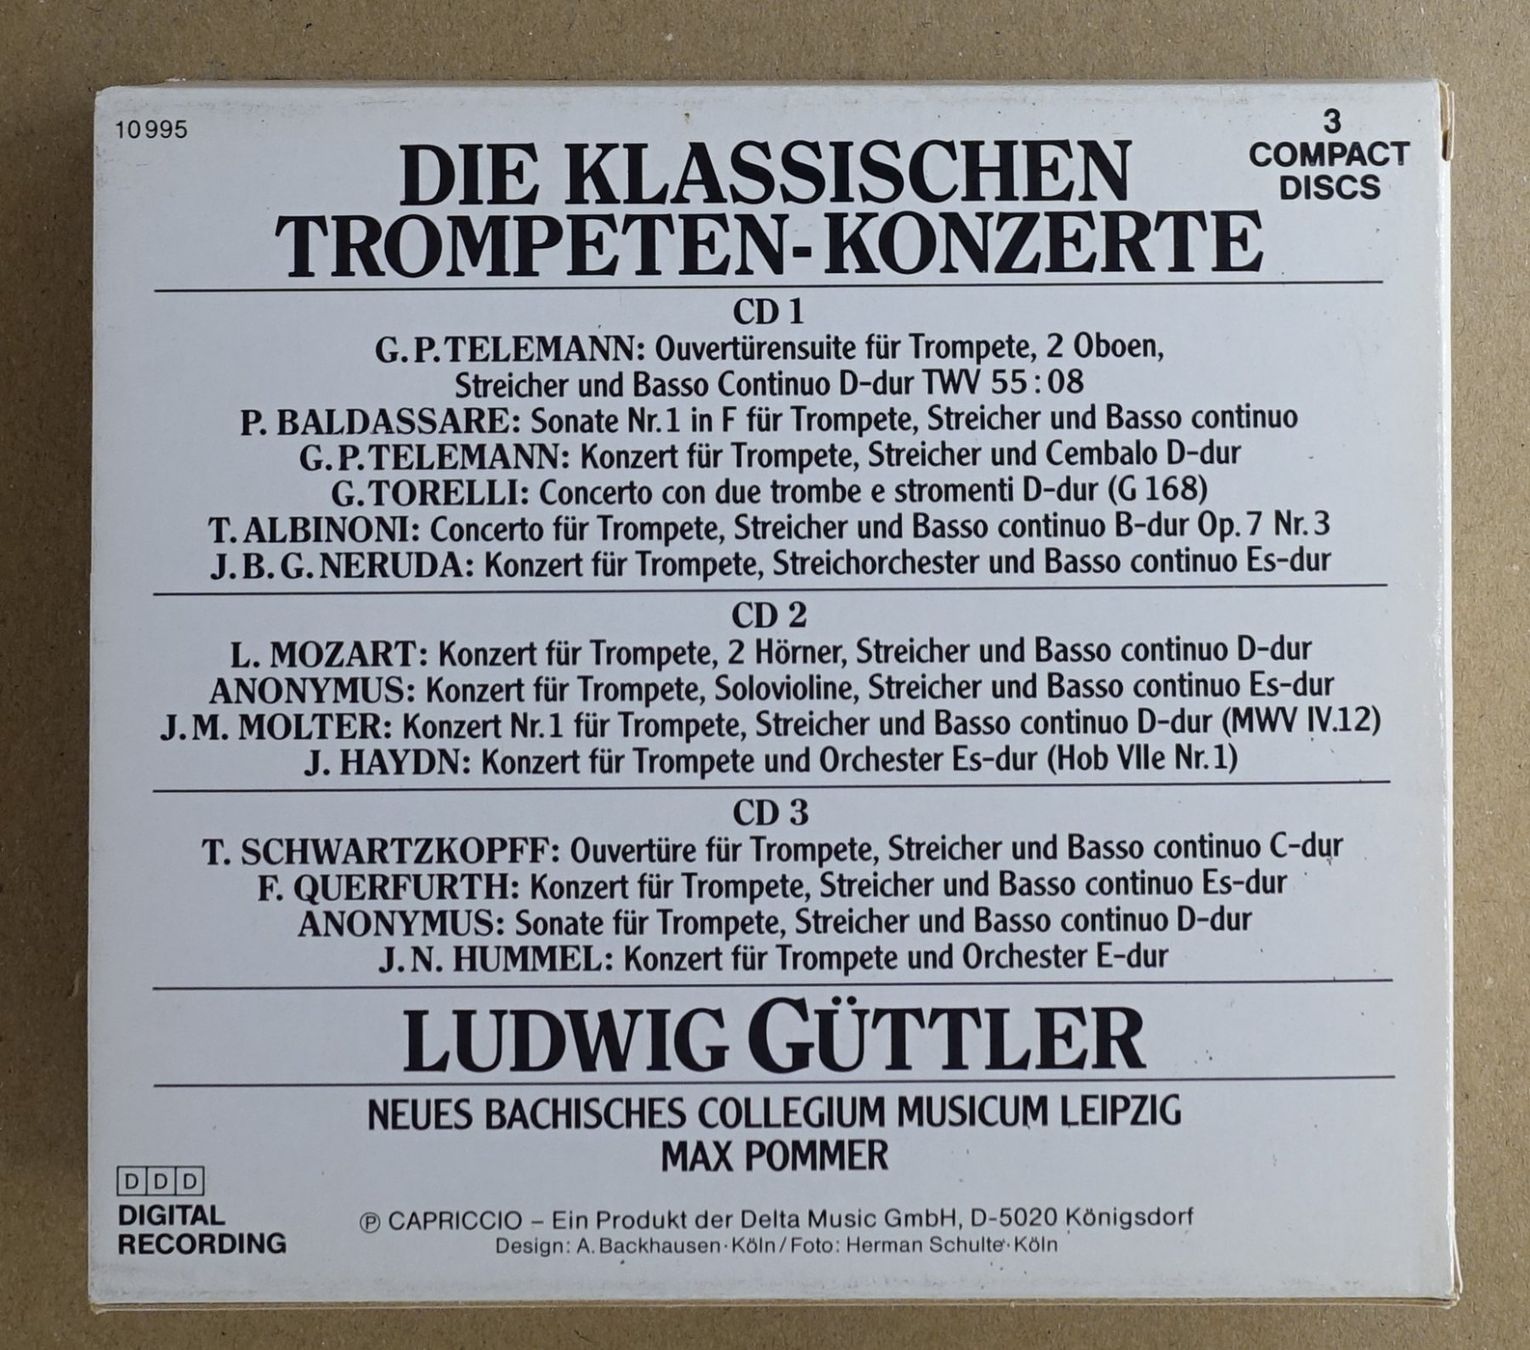 10995
3
COMPACT
DISCS
DIE KLASSISCHEN
TROMPETEN-KONZERTE
CD 1
G. P. TELEMANN: Ouvertürensuite für Trompete, 2 Oboen,
Streicher und Basso Continuo D-dur TWV 55:08
P. BALDASSARE: Sonate Nr. 1 in F für Trompete, Streicher und Basso continuo
G. P. TELEMANN: Konzert für Trompete, Streicher und Cembalo D-dur
G. TORELLI: Concerto con due trombe e stromenti D-dur (G 168)
T. ALBINONI: Concerto für Trompete, Streicher und Basso continuo B-dur Op. 7 Nr. 3
J. B. G. NERUDA: Konzert für Trompete, Streichorchester und Basso continuo Es-dur
CD 2
L. MOZART: Konzert für Trompete, 2 Hörner, Streicher und Basso continuo D-dur
ANONYMUS: Konzert für Trompete, Solovioline, Streicher und Basso continuo Es-dur
J. M. MOLTER: Konzert Nr. 1 für Trompete, Streicher und Basso continuo D-dur (MWV IV.12)
J. HAYDN: Konzert für Trompete und Orchester Es-dur (Hob VIIe Nr. 1)
CD 3
T. SCHWARTZKOPFF: Ouvertüre für Trompete, Streicher und Basso continuo C-dur
F. QUERFURTH: Konzert für Trompete, Streicher und Basso continuo Es-dur
ANONYMUS: Sonate für Trompete, Streicher und Basso continuo D-dur
J. N. HUMMEL: Konzert für Trompete und Orchester E-dur
LUDWIG GÜTTLER
NEUES BACHISCHES COLLEGIUM MUSICUM LEIPZIG
MAX POMMER
DDD
DIGITAL
RECORDING
℗ CAPRICCIO – Ein Produkt der Delta Music GmbH, D-5020 Königsdorf
Design: A. Backhausen · Köln / Foto: Herman Schulte · Köln